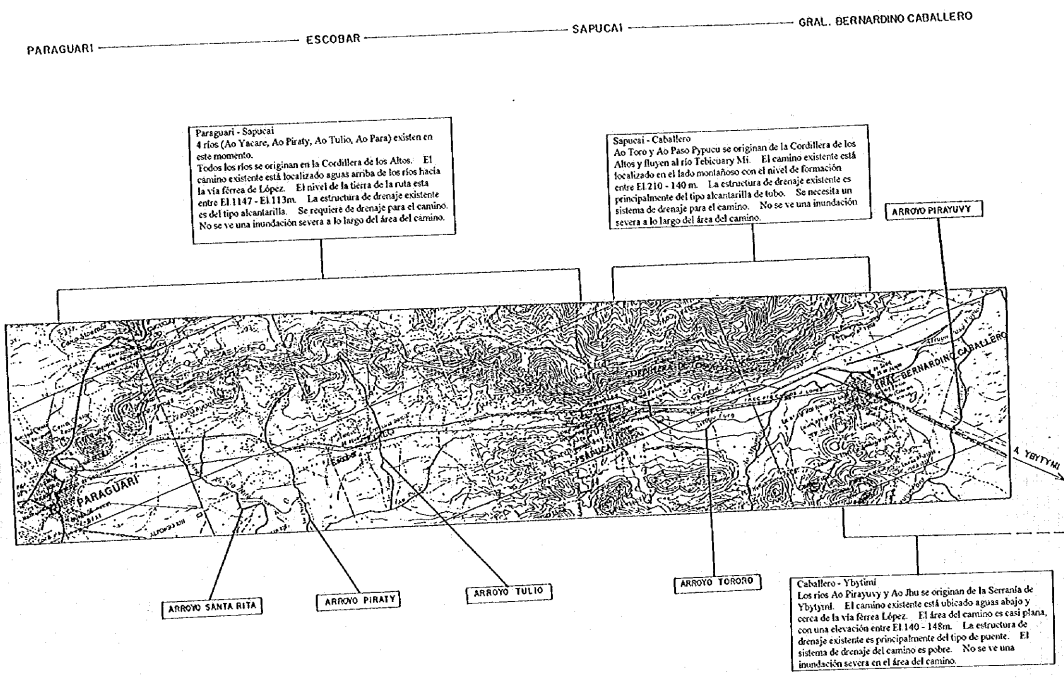 PARAGUARI ESCOBAR SAPUCAI GRAL. BERNARDINO CABALLERO
Paraguari - Sapucai
4 ríos (Ao Yacare, Ao Piraty, Ao Tulio, Ao Para) existen en
este momento.
Todos los ríos se originan en la Cordillera de los Altos. El
camino existente está localizado aguas arriba de los ríos hacia
la vía férrea de López. El nivel de la tierra de la ruta esta
entre El.1147 - El.113m. La estructura de drenaje existente
es del tipo alcantarilla. Se requiere de drenaje para el camino.
No se ve una inundación severa a lo largo del área del camino.
Sapucai - Caballero
Ao Toro y Ao Paso Pypucu se originan de la Cordillera de los
Altos y fluyen al río Tebicuary Mí. El camino existente está
localizado en el lado montañoso con el nivel de formación
entre El.210 - 140 m. La estructura de drenaje existente es
principalmente del tipo alcantarilla de tubo. Se necesita un
sistema de drenaje para el camino. No se ve una inundación
severa a lo largo del área del camino.
ARROYO PIRAYUVY
GRAL. BERNARDINO CABALLERO
A. YBYTYMI
PARAGUARI
ARROYO SANTA RITA
ARROYO PIRATY
ARROYO TULIO
ARROYO TORORO
Caballero - Ybytimí
Los ríos Ao Pirayuvy y Ao Jhu se originan de la Serranía de
Ybytymí. El camino existente está ubicado aguas abajo y
cerca de la vía férrea López. El área del camino es casi plana,
con una elevación entre El.140 - 148m. La estructura de
drenaje existente es principalmente del tipo de puente. El
sistema de drenaje del camino es pobre. No se ve una
inundación severa en el área del camino.